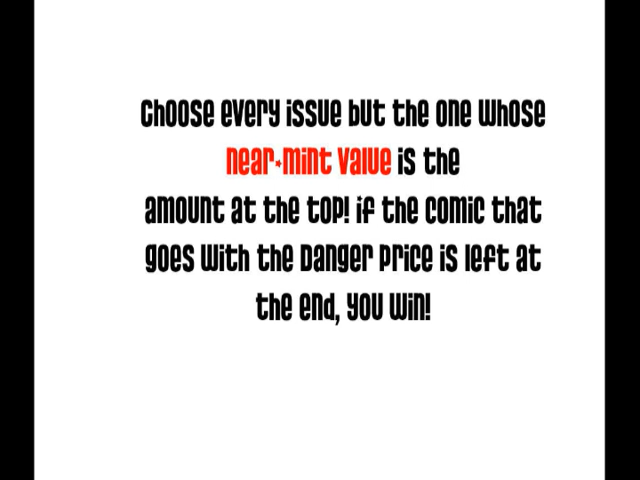 Choose every issue but the one whose
near-mint value is the
amount at the top! If the comic that
goes with the Danger Price is left at
the end, you win!